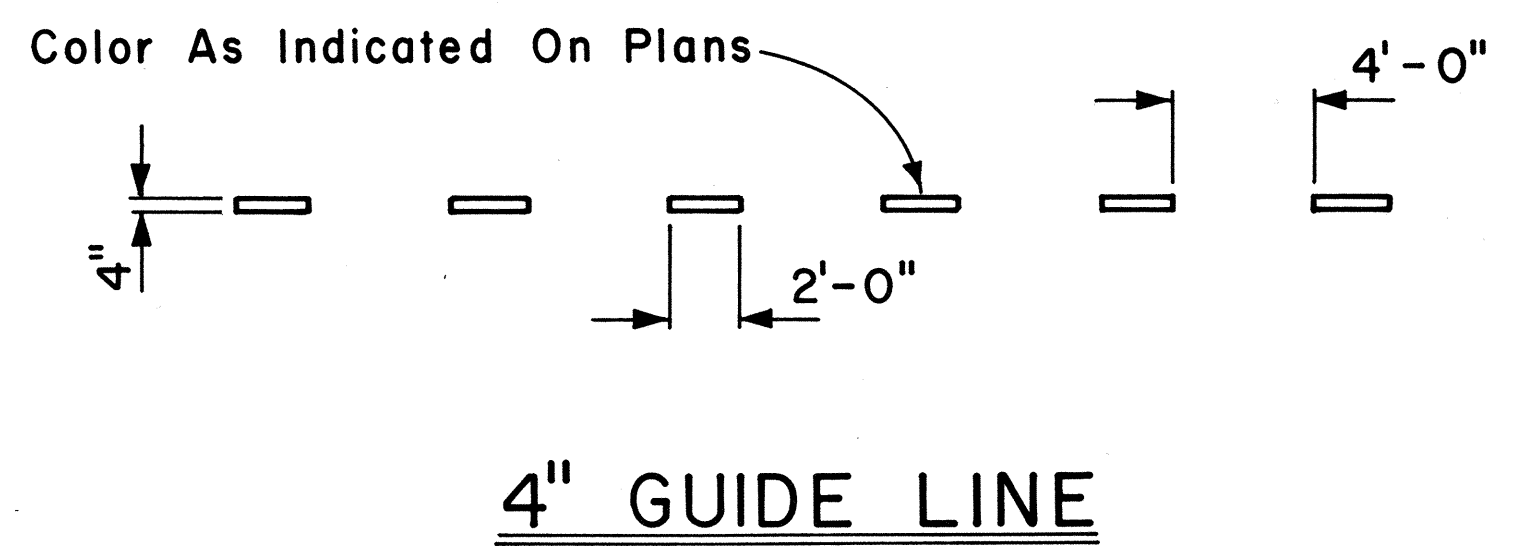 Color As Indicated On Plans
4'-0"
4"
2'-0"
4" GUIDE LINE